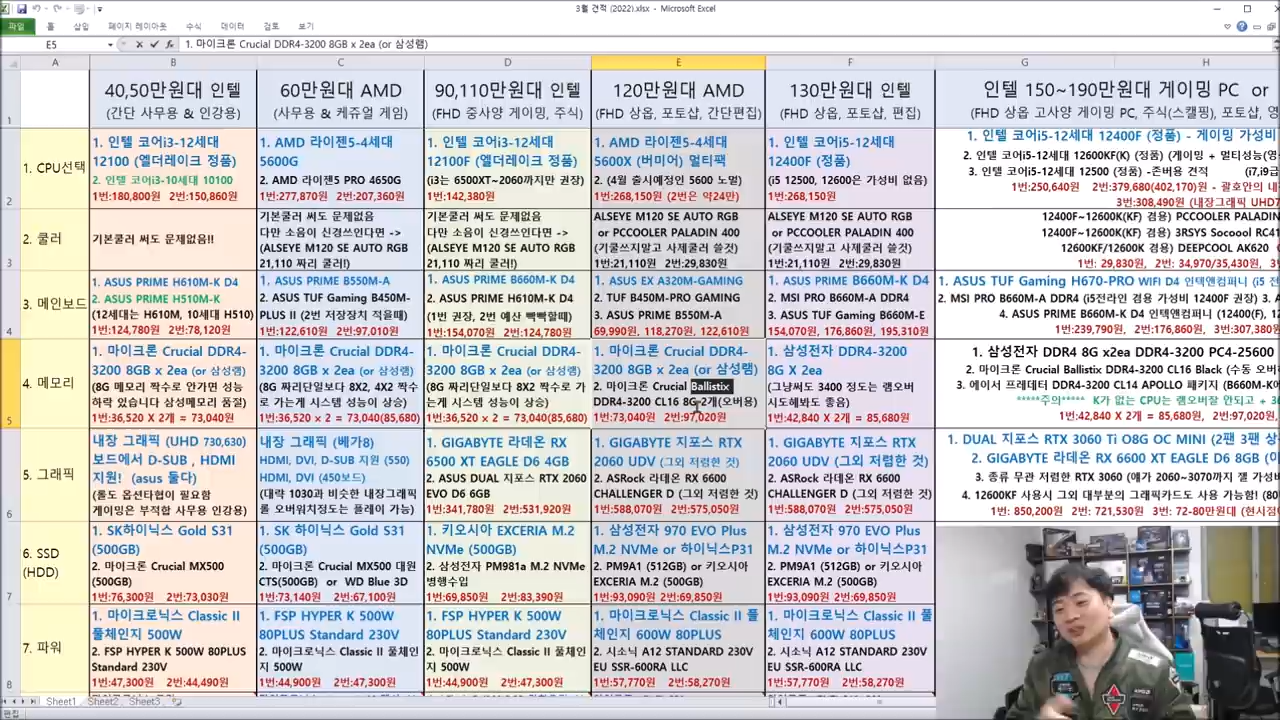 3월 견적 (2022).xlsx - Microsoft Excel
파일 홈 삽입 페이지 레이아웃 수식 데이터 검토 보기
E5 1. 마이크론 Crucial DDR4-3200 8GB x 2ea (or 삼성램)
A B C D E F G H
1 40,50만원대 인텔
(간단 사무용 & 인강용)
60만원대 AMD
(사무용 & 케쥬얼 게임)
90,110만원대 인텔
(FHD 중사양 게이밍, 주식)
120만원대 AMD
(FHD 상옵, 포토샵, 간단편집)
130만원대 인텔
(FHD 상옵, 포토샵, 편집)
인텔 150~190만원대 게이밍 PC or
(FHD 상옵 고사양 게이밍 PC, 주식(스캘핑), 포토샵, 영
2 1. CPU선택
1. 인텔 코어i3-12세대
12100 (엘더레이크 정품)
2. 인텔 코어i3-10세대 10100
1번:180,800원 2번:150,860원
1. AMD 라이젠5-4세대
5600G
2. AMD 라이젠5 PRO 4650G
1번:277,870원 2번:207,360원
1. 인텔 코어i3-12세대
12100F (엘더레이크 정품)
(i3는 6500XT~2060까지만 권장)
1번:142,380원
1. AMD 라이젠5-4세대
5600X (버미어) 멀티팩
2. (4월 출시예정인 5600 노멀)
1번:268,150원 (2번은 약24만)
1. 인텔 코어i5-12세대
12400F (정품)
(i5 12500, 12600은 가성비 없음)
1번:268,150원
1. 인텔 코어i5-12세대 12400F (정품) - 게이밍 가성비
2. 인텔 코어i5-12세대 12600KF(K) (정품) (게이밍 + 멀티성능(영
3. 인텔 코어i5-12세대 12500 (정품) -존버용 견적 (i7,i9급
1번:250,640원 2번:379,680(402,170)원 - 괄호안의 내
3번:308,490원 (내장그래픽 UHD7
3 2. 쿨러
기본쿨러 써도 문제없음!!
기본쿨러 써도 문제없음
다만 소음이 신경쓰인다면 ->
(ALSEYE M120 SE AUTO RGB
21,110 짜리 쿨러!)
기본쿨러 써도 문제없음
다만 소음이 신경쓰인다면 ->
(ALSEYE M120 SE AUTO RGB
21,110 짜리 쿨러!)
ALSEYE M120 SE AUTO RGB
or PCCOOLER PALADIN 400
(기쿨쓰지말고 사제쿨러 쓸것)
1번:21,110원 2번:29,830원
ALSEYE M120 SE AUTO RGB
or PCCOOLER PALADIN 400
(기쿨쓰지말고 사제쿨러 쓸것)
1번:21,110원 2번:29,830원
12400F~12600K(KF) 겸용) PCCOOLER PALADIN
12400F~12600K(KF) 겸용) 3RSYS Socoool RC41
12600KF/12600K 겸용) DEEPCOOL AK620
1번: 29,830원, 2번: 34,970/35,430원, 3
4 3. 메인보드
1. ASUS PRIME H610M-K D4
2. ASUS PRIME H510M-K
(12세대는 H610M, 10세대 H510)
1번:124,780원 2번:78,120원
1. ASUS PRIME B550M-A
2. ASUS TUF Gaming B450M-
PLUS II (2번 저장장치 적을때)
1번:122,610원 2번:97,010원
1. ASUS PRIME B660M-K D4
2. ASUS PRIME H610M-K D4
(1번 권장, 2번 예산 빡빡할때)
1번:154,070원 2번:124,780원
1. ASUS EX A320M-GAMING
2. TUF B450M-PRO GAMING
3. ASUS PRIME B550M-A
69,990원, 118,270원, 122,610원
1. ASUS PRIME B660M-K D4
2. MSI PRO B660M-A DDR4
3. ASUS TUF Gaming B660M-E
154,070원, 176,860원, 195,310원
1. ASUS TUF Gaming H670-PRO WIFI D4 인텍앤컴퍼니 (i5 전
2. MSI PRO B660M-A DDR4 (i5전라인 겸용 가성비 12400F 권장) 3. A
4. ASUS PRIME B660M-K D4 인텍앤컴퍼니 (12400(F), 12
1번:239,790원, 2번:176,860원, 3번:307,380원
5 4. 메모리
1. 마이크론 Crucial DDR4-
3200 8GB x 2ea (or 삼성램)
(8G 메모리 짝수로 안가면 성능
하락 있습니다 삼성메모리 품절)
1번:36,520원 X 2개 = 73,040원
1. 마이크론 Crucial DDR4-
3200 8GB x 2ea (or 삼성램)
(8G 짜리단일보다 8X2, 4X2 짝수
로 가는게 시스템 성능이 상승)
1번:36,520 x 2 = 73,040(85,680)
1. 마이크론 Crucial DDR4-
3200 8GB x 2ea (or 삼성램)
(8G 짜리단일보다 8X2 짝수로 가
는게 시스템 성능이 상승)
1번:36,520 x 2 = 73,040(85,680)
1. 마이크론 Crucial DDR4-
3200 8GB x 2ea (or 삼성램)
2. 마이크론 Crucial Ballistix
DDR4-3200 CL16 8G 2개(오버용)
1번:73,040원 2번:97,020원
1. 삼성전자 DDR4-3200
8G X 2EA
(그냥써도 3400 정도는 램오버
시도해봐도 좋음)
1번:42,840 X 2개 = 85,680원
1. 삼성전자 DDR4 8G x2ea DDR4-3200 PC4-25600
2. 마이크론 Crucial Ballistix DDR4-3200 CL16 Black (수동 오버
3. 에이서 프레데터 DDR4-3200 CL14 APOLLO 패키지 (B660M-K0
*****주의***** K가 없는 CPU는 램오버잘 안되고 + 36
1번:42,840 X 2개 = 85,680원, 2번:97,020원,
6 5. 그래픽
내장 그래픽 (UHD 730,630)
보드에서 D-SUB , HDMI
지원! (asus 둘다)
(롤도 옵션타협이 필요함
게이밍은 부적합 사무용 인강용)
내장 그래픽 (베가8)
HDMI, DVI, D-SUB 지원 (550)
HDMI, DVI (450보드)
(대략 1030과 비슷한 내장그래픽
롤 오버워치정도는 플레이 가능)
1. GIGABYTE 라데온 RX
6500 XT EAGLE D6 4GB
2. ASUS DUAL 지포스 RTX 2060
EVO D6 6GB
1번:341,780원 2번:531,920원
1. GIGABYTE 지포스 RTX
2060 UDV (그외 저렴한 것)
2. ASRock 라데온 RX 6600
CHALLENGER D (그외 저렴한 것)
1번:588,070원 2번:575,050원
1. GIGABYTE 지포스 RTX
2060 UDV (그외 저렴한 것)
2. ASRock 라데온 RX 6600
CHALLENGER D (그외 저렴한 것)
1번:588,070원 2번:575,050원
1. DUAL 지포스 RTX 3060 Ti O8G OC MINI (2팬 3팬 상
2. GIGABYTE 라데온 RX 6600 XT EAGLE D6 8GB (이
3. 종류 무관 저렴한 RTX 3060 (얘가 2060~3070까지 젤 가성비
4. 12600KF 사용시 그외 대부분의 그래픽카드도 사용 가능함! (80
1번: 850,200원 2번: 721,530원 3번: 72-80만원대 (현시점
7 6. SSD
(HDD)
1. SK하이닉스 Gold S31
(500GB)
2. 마이크론 Crucial MX500
(500GB)
1번:76,300원 2번:73,030원
1. SK 하이닉스 Gold S31
(500GB)
2. 마이크론 Crucial MX500 대원
CTS(500GB) or WD Blue 3D
1번:73,140원 2번:67,100원
1. 키오시아 EXCERIA M.2
NVMe (500GB)
2. 삼성전자 PM981a M.2 NVMe
병행수입
1번:69,850원 2번:83,390원
1. 삼성전자 970 EVO Plus
M.2 NVMe or 하이닉스P31
2. PM9A1 (512GB) or 키오시아
EXCERIA M.2 (500GB)
1번:93,090원 2번:69,850원
1. 삼성전자 970 EVO Plus
M.2 NVMe or 하이닉스P31
2. PM9A1 (512GB) or 키오시아
EXCERIA M.2 (500GB)
1번:93,090원 2번:69,850원
8 7. 파워
1. 마이크로닉스 Classic II
풀체인지 500W
2. FSP HYPER K 500W 80PLUS
Standard 230V
1번:47,300원 2번:44,490원
1. FSP HYPER K 500W
80PLUS Standard 230V
2. 마이크로닉스 Classic II 풀체인
지 500W
1번:44,900원 2번:47,300원
1. FSP HYPER K 500W
80PLUS Standard 230V
2. 마이크로닉스 Classic II 풀체인
지 500W
1번:44,900원 2번:47,300원
1. 마이크로닉스 Classic II 풀
체인지 600W 80PLUS
2. 시소닉 A12 STANDARD 230V
EU SSR-600RA LLC
1번:57,770원 2번:58,270원
1. 마이크로닉스 Classic II 풀
체인지 600W 80PLUS
2. 시소닉 A12 STANDARD 230V
EU SSR-600RA LLC
1번:57,770원 2번:58,270원
Sheet1 Sheet2 Sheet3
편집